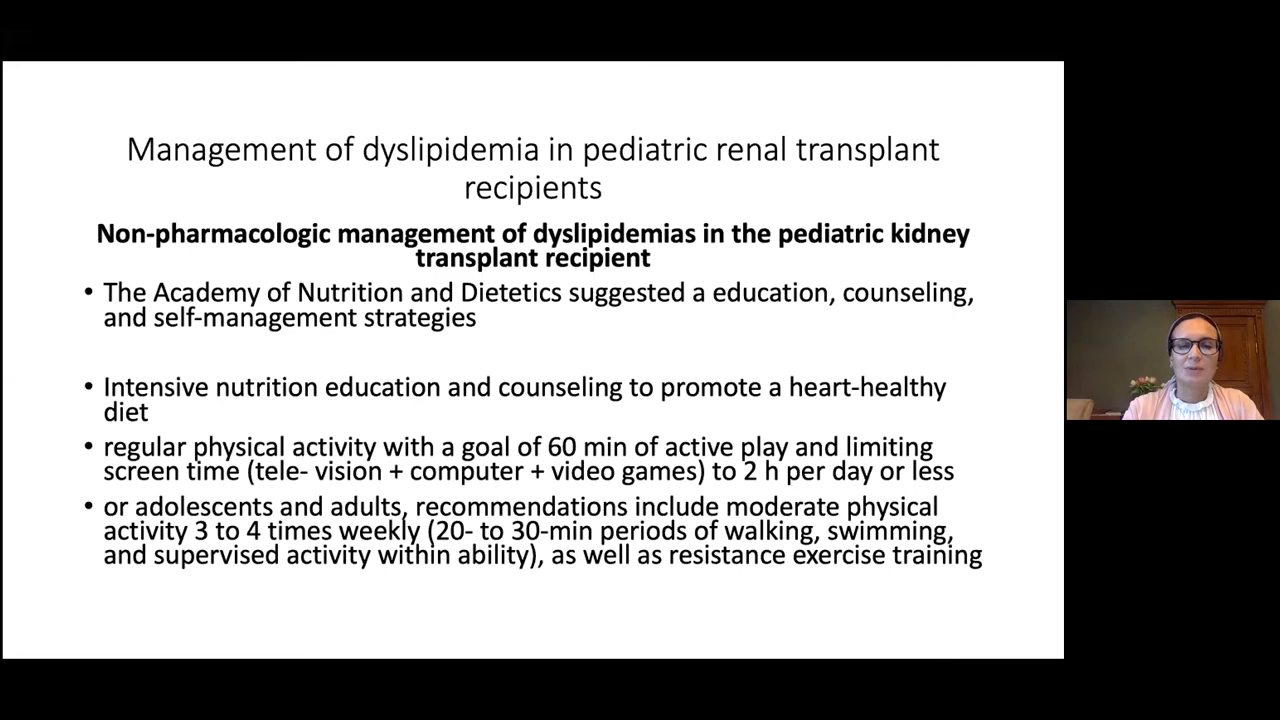 Management of dyslipidemia in pediatric renal transplant
recipients
Non-pharmacologic management of dyslipidemias in the pediatric kidney
transplant recipient
• The Academy of Nutrition and Dietetics suggested a education, counseling,
and self-management strategies
• Intensive nutrition education and counseling to promote a heart-healthy
diet
• regular physical activity with a goal of 60 min of active play and limiting
screen time (tele- vision + computer + video games) to 2 h per day or less
• or adolescents and adults, recommendations include moderate physical
activity 3 to 4 times weekly (20- to 30-min periods of walking, swimming,
and supervised activity within ability), as well as resistance exercise training